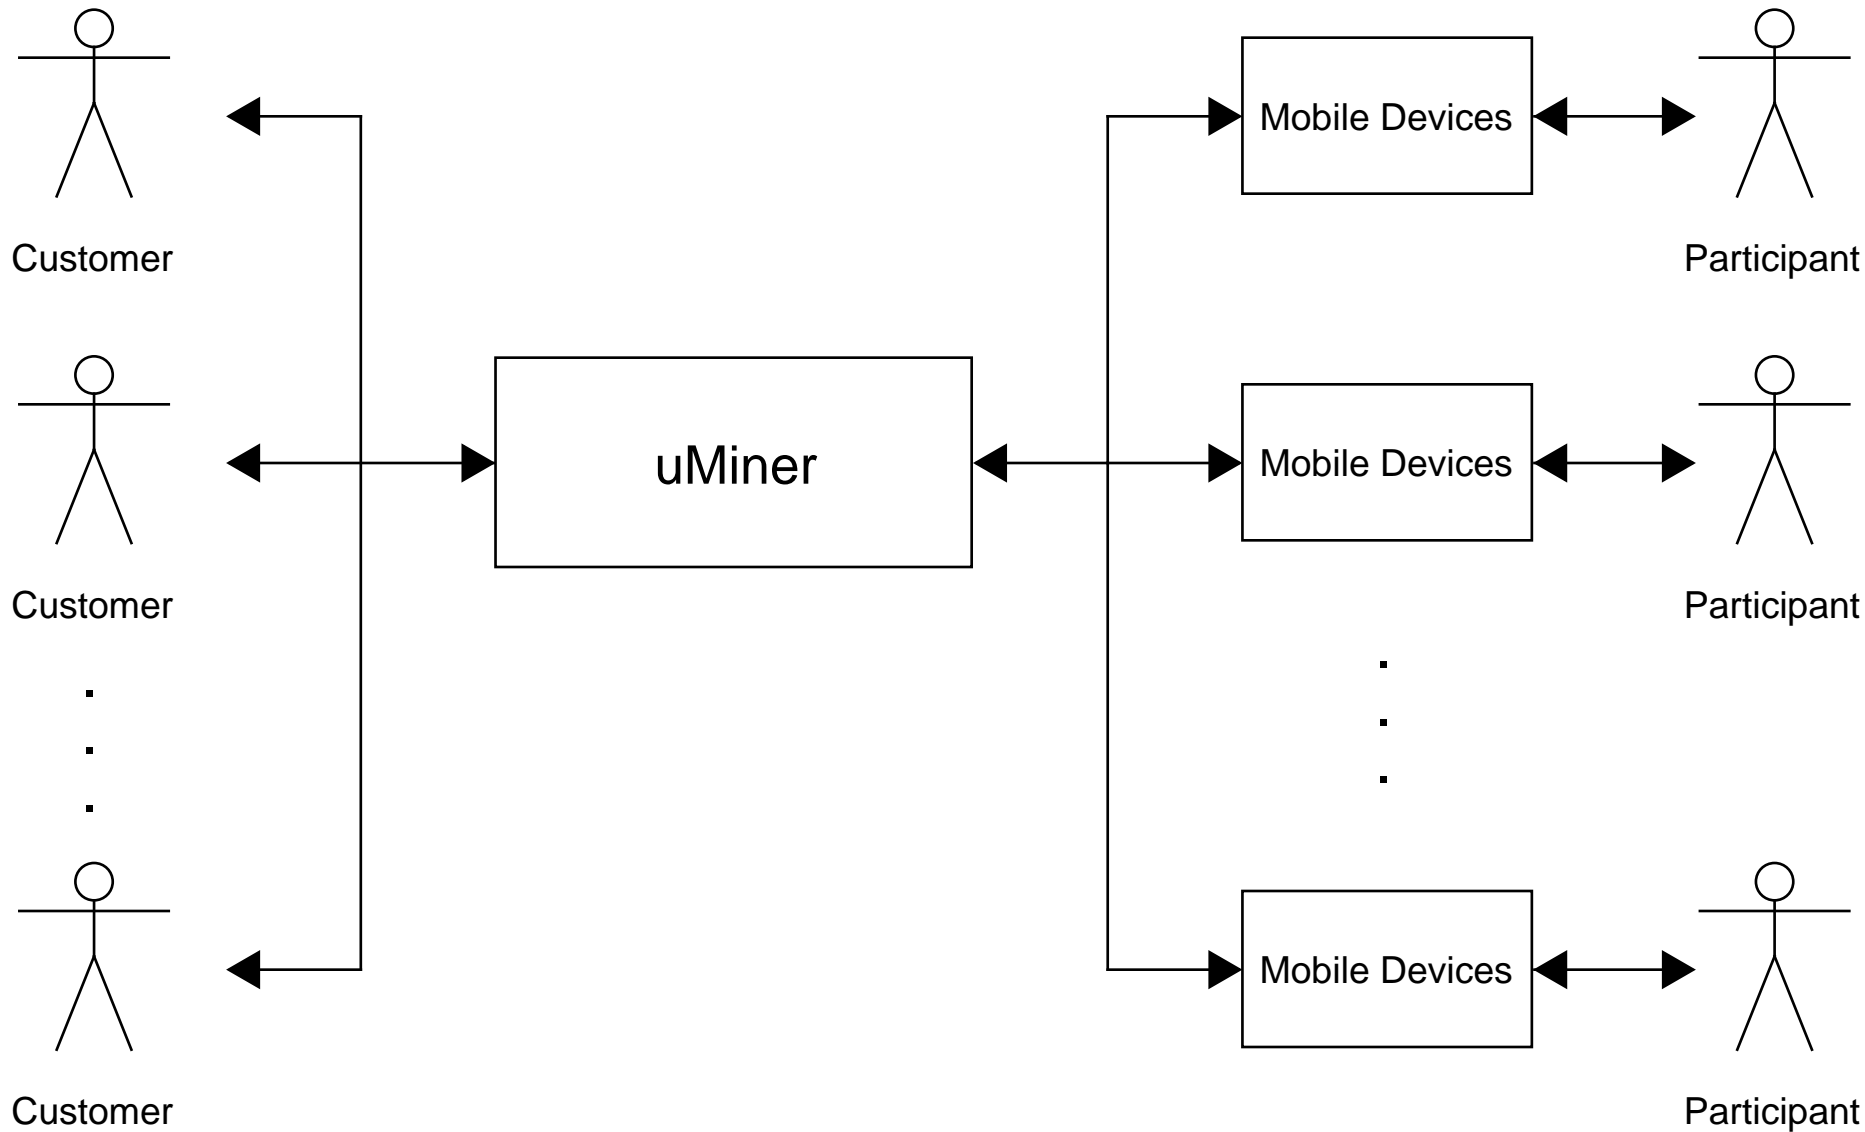 Mobile Devices
Customer
Participant
uMiner
Mobile Devices
Customer
Participant
.
.
.
.
.
.
Mobile Devices
Customer
Participant